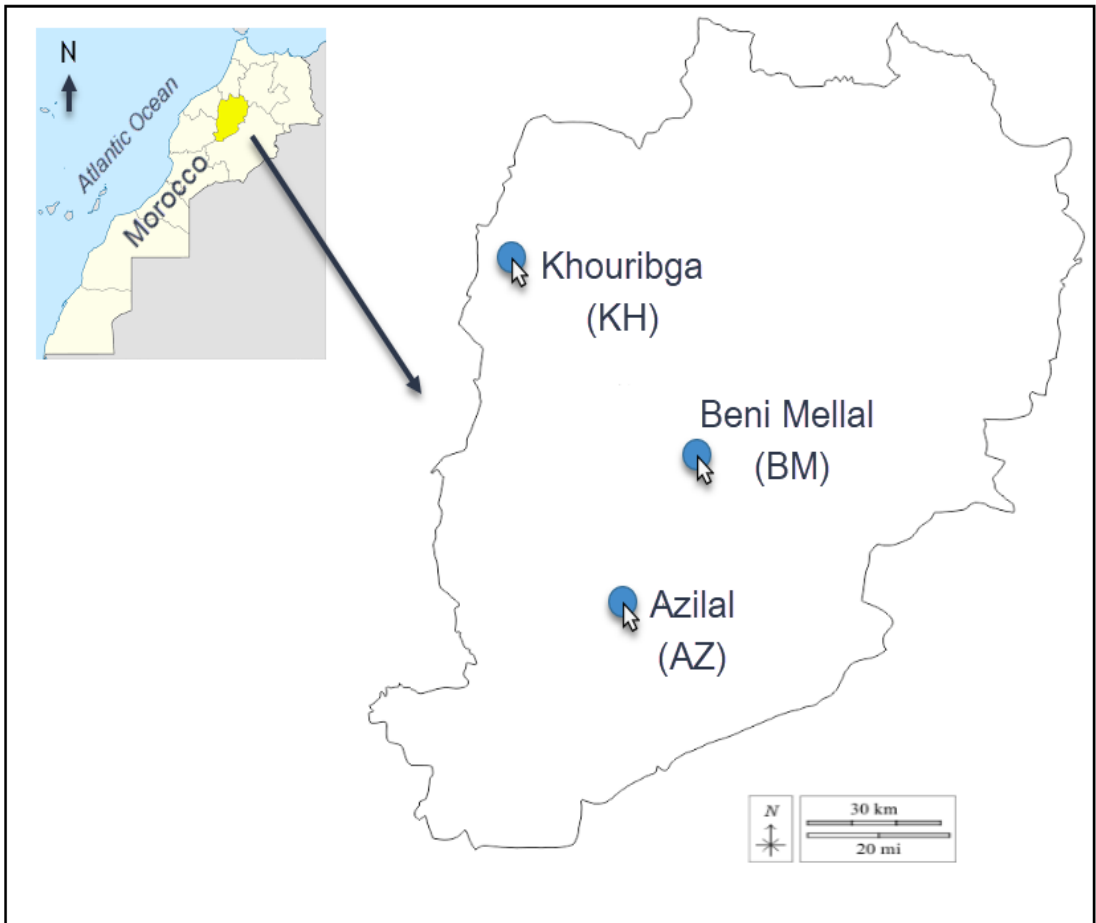 N
Atlantic Ocean
Morocco
Khouribga
(KH)
Beni Mellal
(BM)
Azilal
(AZ)
N
30 km
20 mi